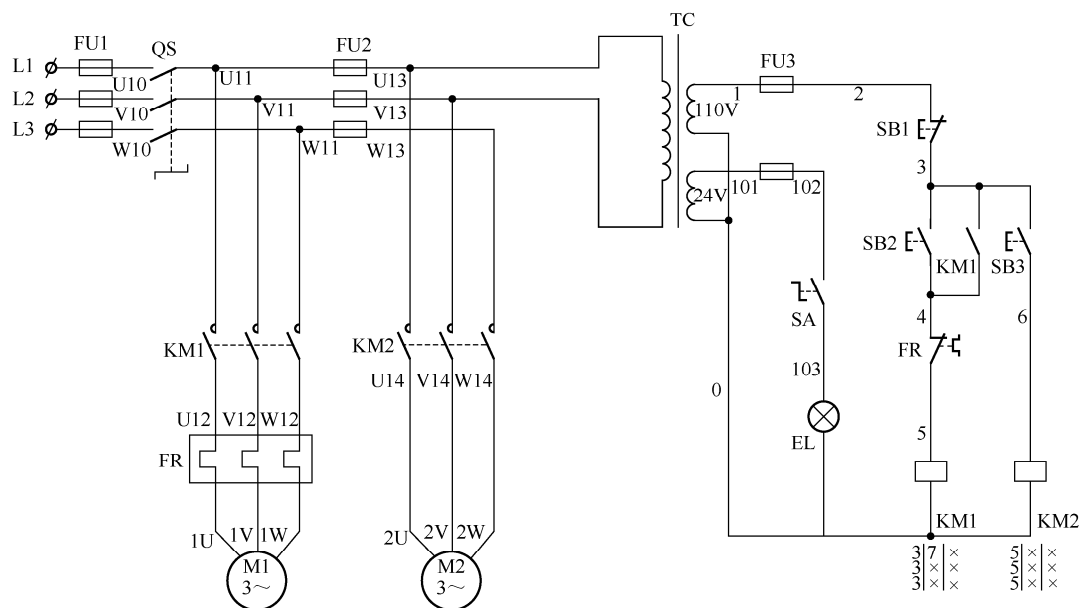 TC
FU1 QS FU2
L1 U10 U11 U13 FU3
L2 V10 V11 V13 1 2
110V
L3 W10 W11 W13 SB1
3
24V 101 102
SB2 KM1 SB3
SA 4 6
KM1 KM2 FR
U14 V14 W14 103
0
U12 V12 W12
EL 5
FR
KM1 KM2
1U 1V 1W 2U 2V 2W
M1 M2
3～ 3～
3 7 × 5 × ×
3 × × 5 × ×
3 × × 5 × ×